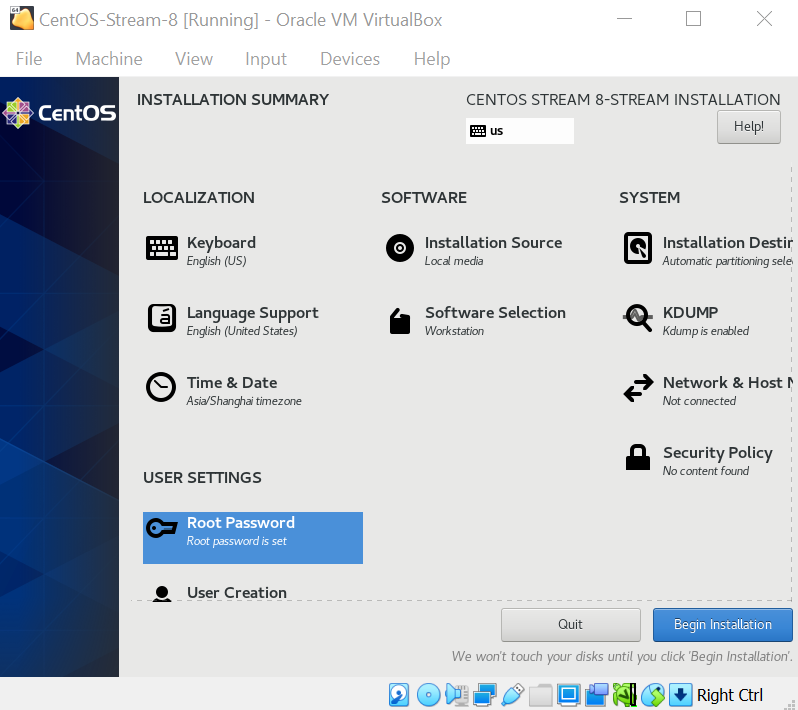 CentOS-Stream-8 [Running] - Oracle VM VirtualBox
File Machine View Input Devices Help
CentOS
INSTALLATION SUMMARY
CENTOS STREAM 8-STREAM INSTALLATION
us
Help!
LOCALIZATION
Keyboard
English (US)
Language Support
English (United States)
Time & Date
Asia/Shanghai timezone
SOFTWARE
Installation Source
Local media
Software Selection
Workstation
SYSTEM
Installation Destin
Automatic partitioning sele
KDUMP
Kdump is enabled
Network & Host N
Not connected
Security Policy
No content found
USER SETTINGS
Root Password
Root password is set
User Creation
Quit
Begin Installation
We won't touch your disks until you click 'Begin Installation'.
Right Ctrl